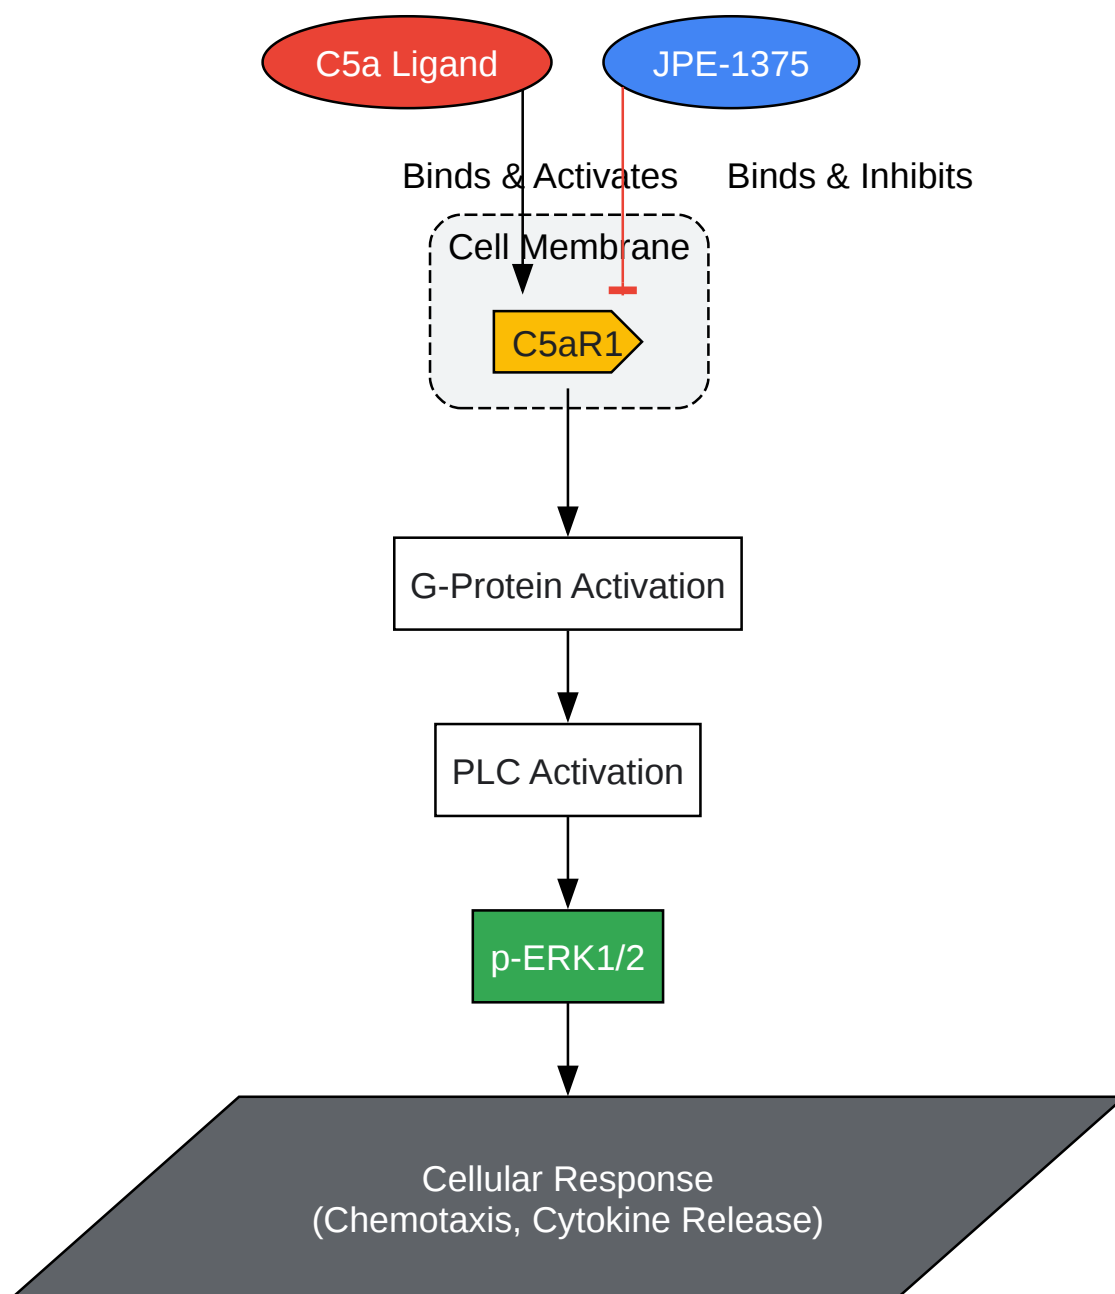 C5a Ligand
JPE-1375
Binds & Activates
Binds & Inhibits
Cell Membrane
C5aR1
G-Protein Activation
PLC Activation
p-ERK1/2
Cellular Response
(Chemotaxis, Cytokine Release)